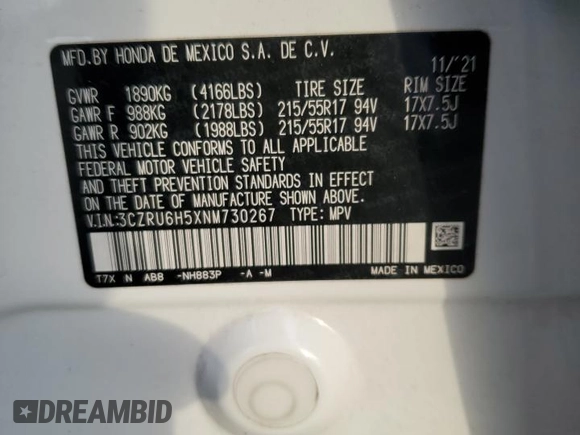 MFD.BY HONDA DE MEXICO S.A. DE C.V.
11/'21
GVWR 1890KG (4166LBS) TIRE SIZE RIM SIZE
GAWR F 988KG (2178LBS) 215/55R17 94V 17X7.5J
GAWR R 902KG (1988LBS) 215/55R17 94V 17X7.5J
THIS VEHICLE CONFORMS TO ALL APPLICABLE
FEDERAL MOTOR VEHICLE SAFETY
AND THEFT PREVENTION STANDARDS IN EFFECT
ON THE DATE OF MANUFACTURE SHOWN ABOVE.
V.I.N:3CZRU6H5XNM730267 TYPE: MPV
T7X N AB8 -NH883P -A -M
MADE IN MEXICO
DREAMBID